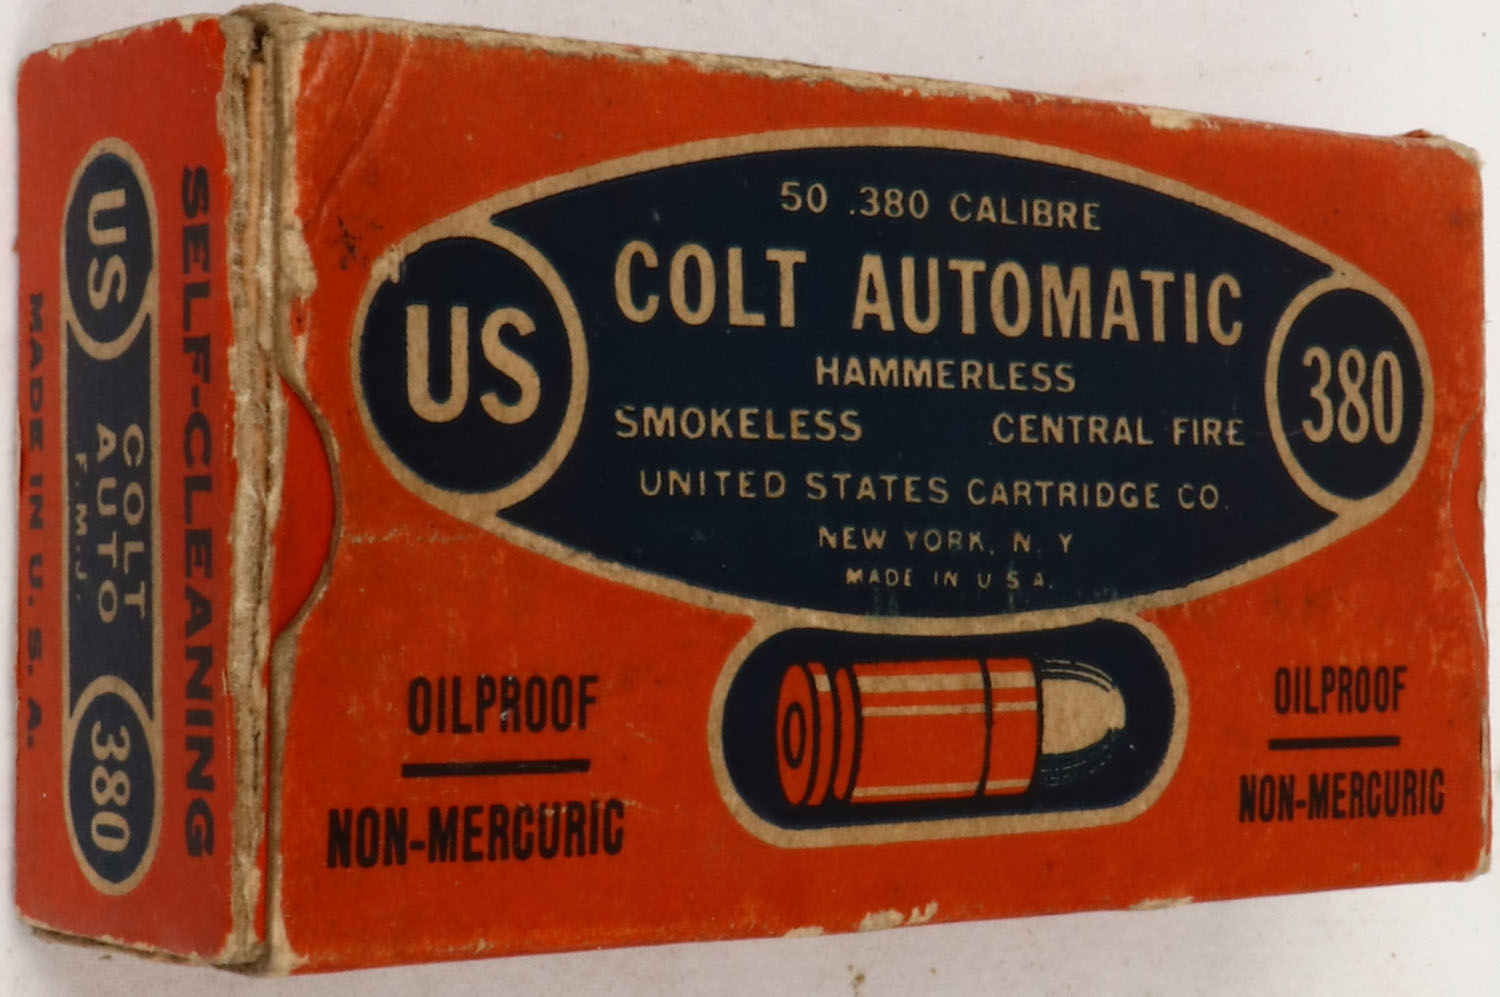 50 .380 CALIBRE
COLT AUTOMATIC
HAMMERLESS
SMOKELESS CENTRAL FIRE
UNITED STATES CARTRIDGE CO.
NEW YORK, N. Y
MADE IN U S A.
US
380
OILPROOF
NON-MERCURIC
OILPROOF
NON-MERCURIC
SELF-CLEANING
US
COLT
AUTO
F.M.J.
380
MADE IN U.S.A.